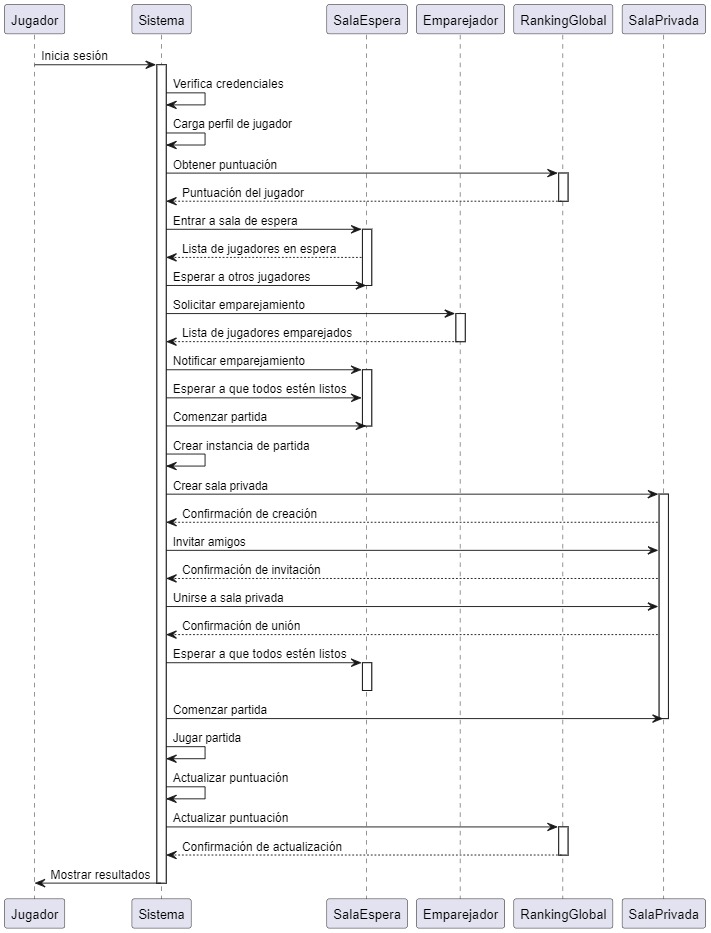 Jugador Sistema SalaEspera Emparejador RankingGlobal SalaPrivada
Inicia sesión
Verifica credenciales
Carga perfil de jugador
Obtener puntuación
Puntuación del jugador
Entrar a sala de espera
Lista de jugadores en espera
Esperar a otros jugadores
Solicitar emparejamiento
Lista de jugadores emparejados
Notificar emparejamiento
Esperar a que todos estén listos
Comenzar partida
Crear instancia de partida
Crear sala privada
Confirmación de creación
Invitar amigos
Confirmación de invitación
Unirse a sala privada
Confirmación de unión
Esperar a que todos estén listos
Comenzar partida
Jugar partida
Actualizar puntuación
Actualizar puntuación
Confirmación de actualización
Mostrar resultados
Jugador Sistema SalaEspera Emparejador RankingGlobal SalaPrivada